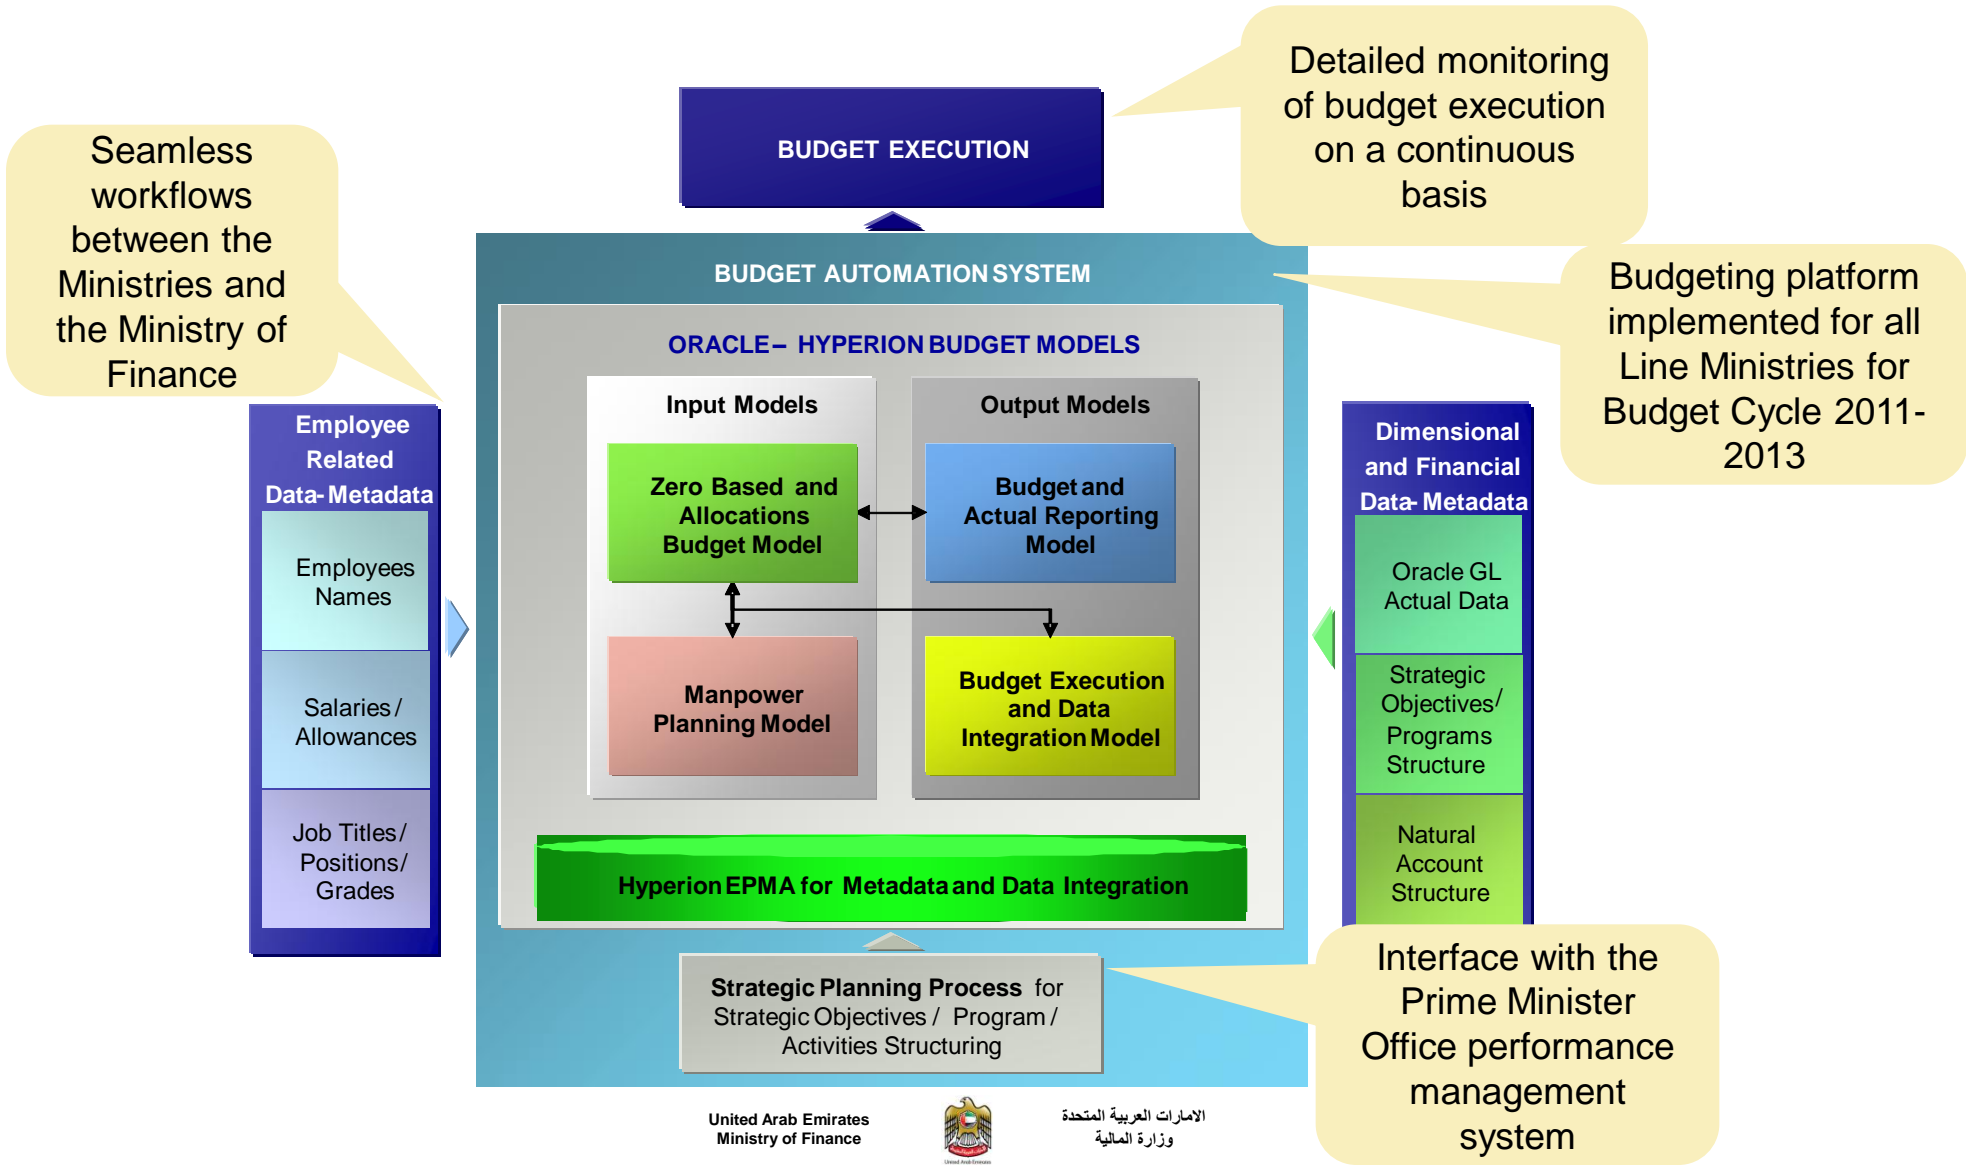 Detailed monitoring
of budget execution
on a continuous
basis
BUDGET EXECUTION
Seamless
workflows
between the
Ministries and
the Ministry of
Finance
BUDGET AUTOMATION SYSTEM
Budgeting platform
implemented for all
Line Ministries for
Budget Cycle 2011-
2013
ORACLE– HYPERION BUDGET MODELS
Input Models
Output Models
Employee
Related
Data-Metadata
Employees
Names
Salaries /
Allowances
Job Titles /
Positions/
Grades
Zero Based and
Allocations
Budget Model
Budget and
Actual Reporting
Model
Manpower
Planning Model
Budget Execution
and Data
Integration Model
Dimensional
and Financial
Data-Metadata
Oracle GL
Actual Data
Strategic
Objectives/
Programs
Structure
Natural
Account
Structure
Hyperion EPMA for Metadata and Data Integration
Strategic Planning Process for
Strategic Objectives / Program /
Activities Structuring
Interface with the
Prime Minister
Office performance
management
system
United Arab Emirates
Ministry of Finance
United Arab Emirates
الامارات العربية المتحدة
وزارة المالية